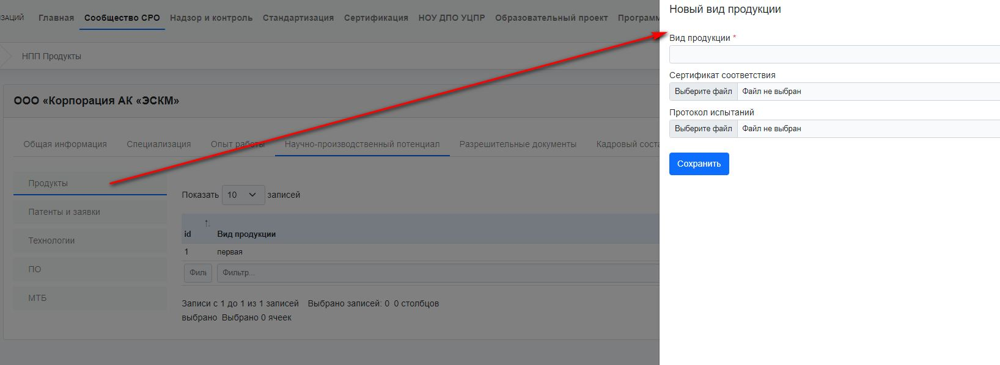 ИЗАЦИЙ Главная Сообщество СРО Надзор и контроль Стандартизация Сертификация НОУ ДПО УЦПР Образовательный проект Программ
НПП Продукты
ООО «Корпорация АК «ЭСКМ»
Общая информация Специализация Опыт работы Научно-производственный потенциал Разрешительные документы Кадровый соста
Продукты
Патенты и заявки
Технологии
ПО
МТБ
Показать 10 записей
id Вид продукции
1 первая
Филь Фильтр...
Записи с 1 до 1 из 1 записей Выбрано записей: 0 0 столбцов
выбрано Выбрано 0 ячеек
Новый вид продукции
Вид продукции *
Сертификат соответствия
Выберите файл Файл не выбран
Протокол испытаний
Выберите файл Файл не выбран
Сохранить